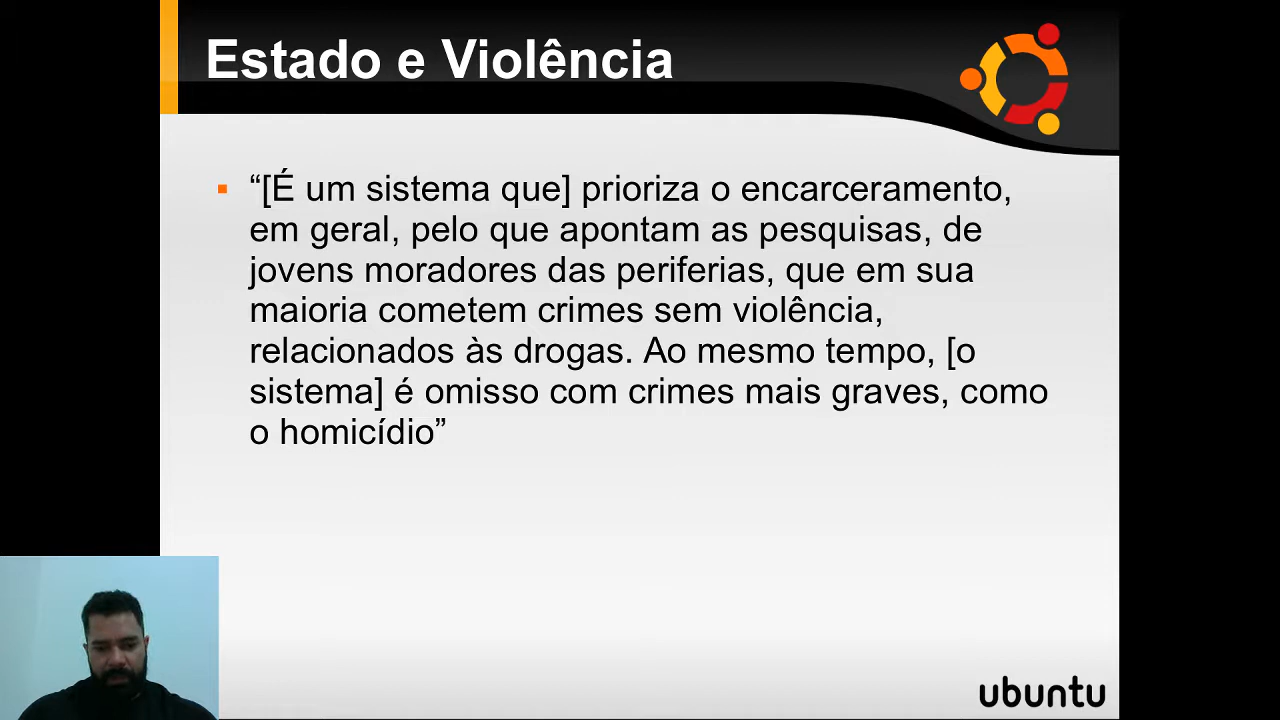 Estado e Violência
“[É um sistema que] prioriza o encarceramento,
em geral, pelo que apontam as pesquisas, de
jovens moradores das periferias, que em sua
maioria cometem crimes sem violência,
relacionados às drogas. Ao mesmo tempo, [o
sistema] é omisso com crimes mais graves, como
o homicídio”
ubuntu